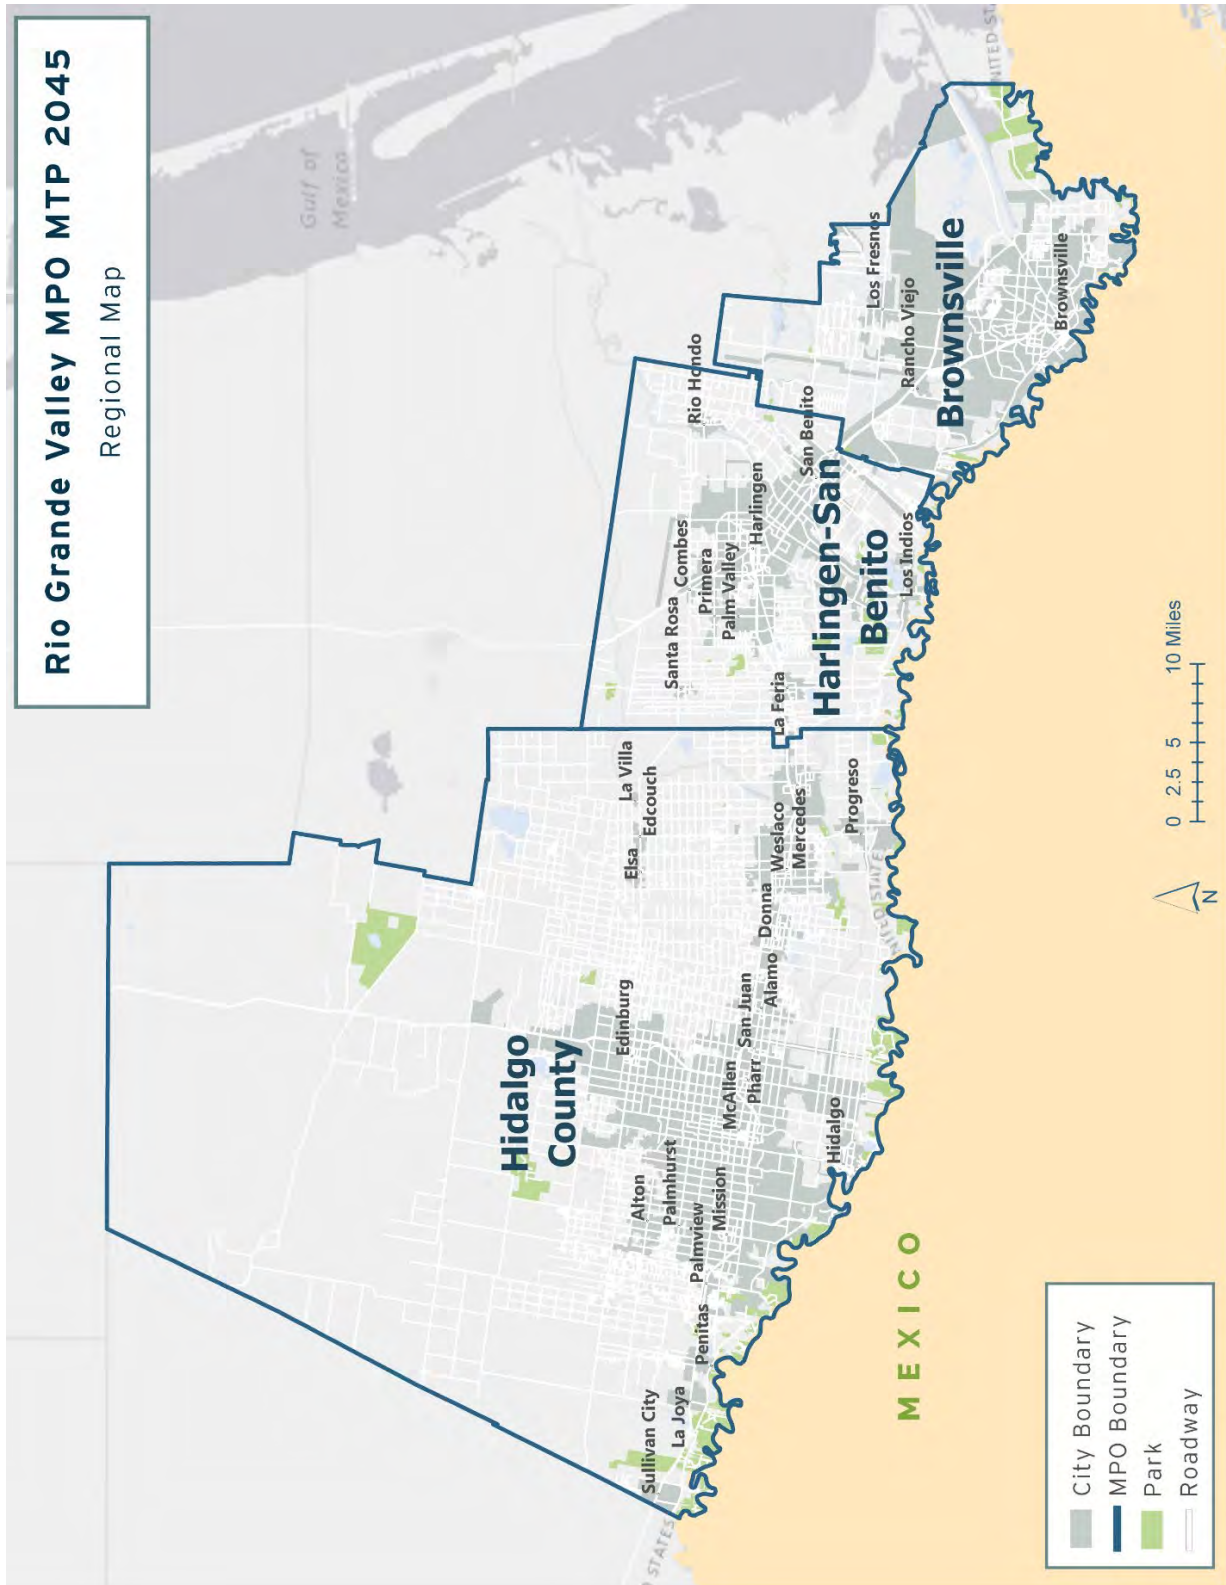 Rio Grande Valley MPO MTP 2045
Regional Map
Gulf of
Mexico
NITED ST
Hidalgo
County
Edinburg
Elsa
La Villa
Edcouch
Alton
Palmhurst
McAllen
Pharr
San Juan
Alamo
Donna
Weslaco
Mercedes
Progreso
Hidalgo
Mission
Palmview
Penitas
La Joya
Sullivan City
D STATES
Santa Rosa
Combes
Primera
Palm Valley
Harlingen
La Feria
Rio Hondo
San Benito
Harlingen-San
Benito
Los Indios
Los Fresnos
Rancho Viejo
Brownsville
Brownsville
MEXICO
City Boundary
MPO Boundary
Park
Roadway
N
0 2.5 5 10 Miles